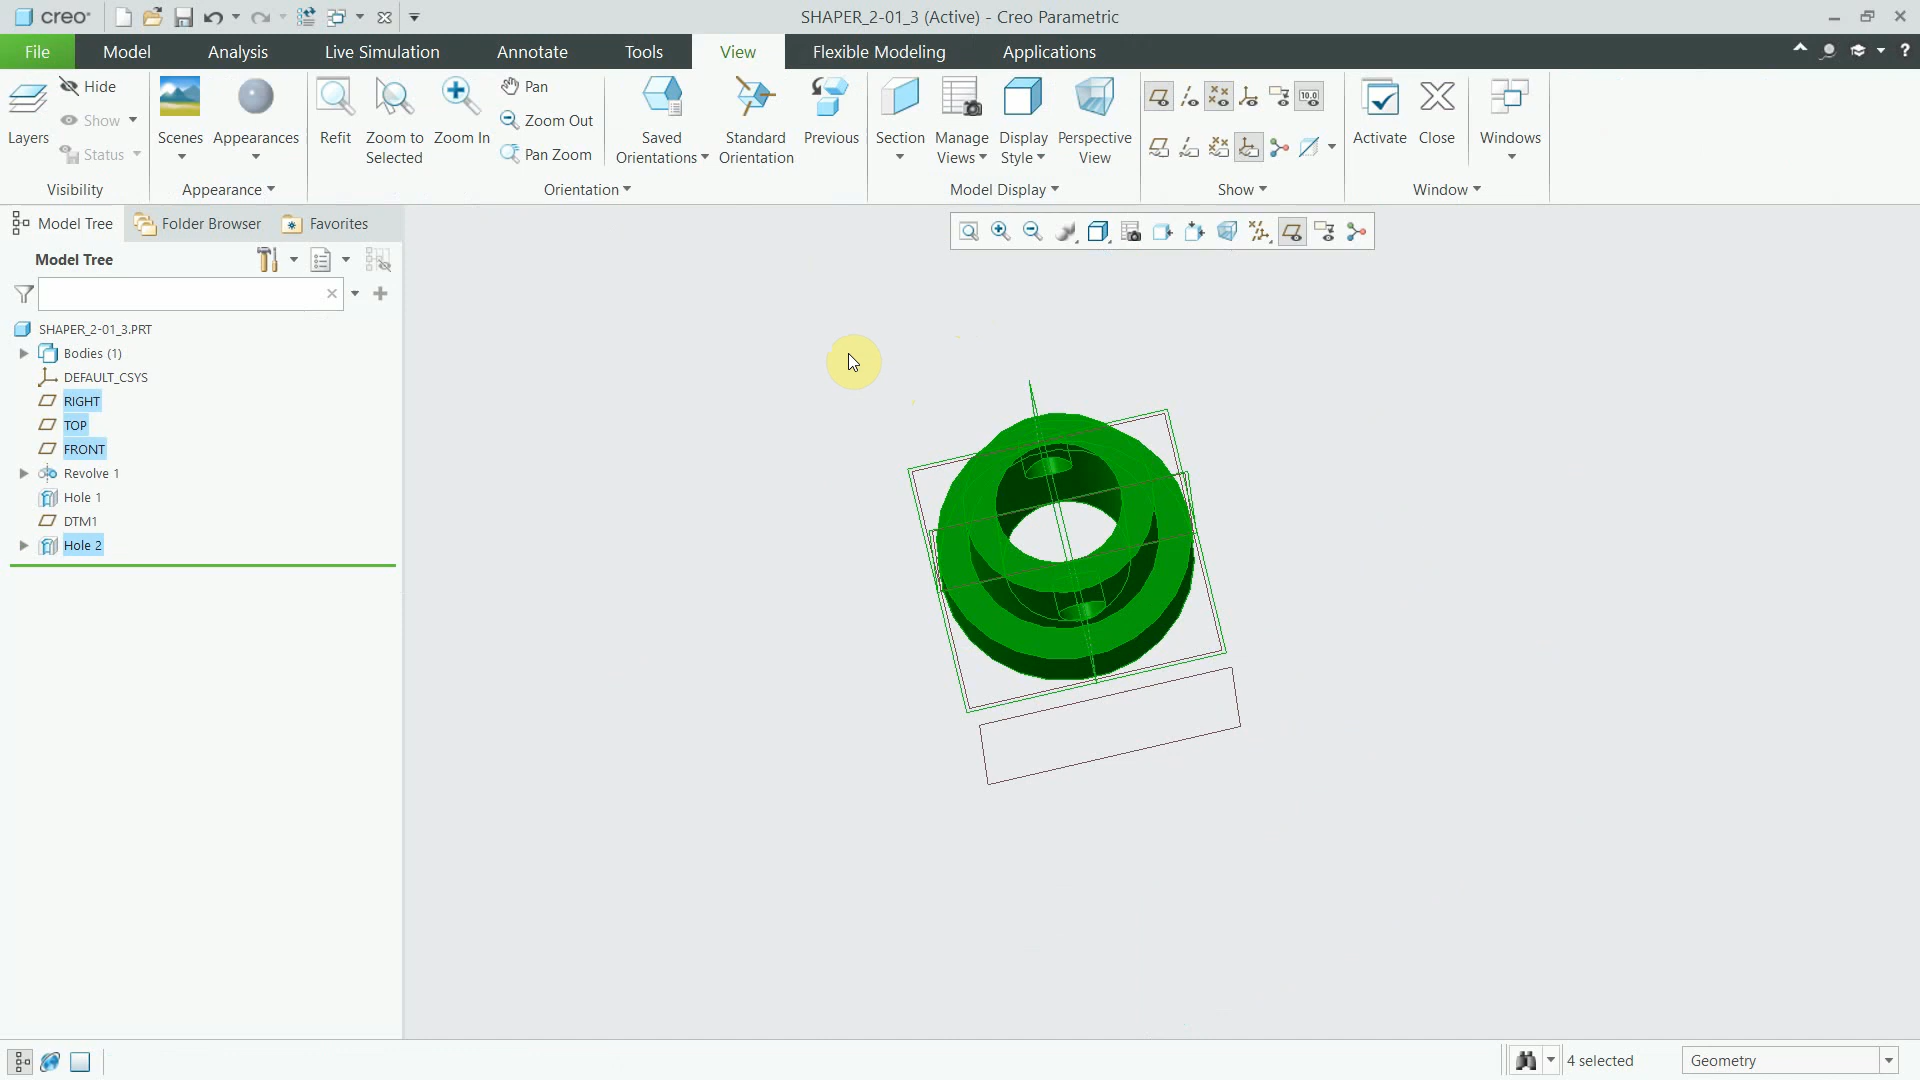 creo
SHAPER_2-01_3 (Active) - Creo Parametric
File
Model
Analysis
Live Simulation
Annotate
Tools
View
Flexible Modeling
Applications
?
Layers
Hide
Show
Status
Visibility
Scenes
Appearances
Appearance
Refit
Zoom to
Selected
Zoom In
Pan
Zoom Out
Pan Zoom
Saved
Orientations
Standard
Orientation
Previous
Orientation
Section
Manage
Views
Display
Style
Perspective
View
Model Display
10.0
Show
Activate
Close
Windows
Window
Model Tree
Folder Browser
Favorites
Model Tree
SHAPER_2-01_3.PRT
Bodies (1)
DEFAULT_CSYS
RIGHT
TOP
FRONT
Revolve 1
Hole 1
DTM1
Hole 2
4 selected
Geometry